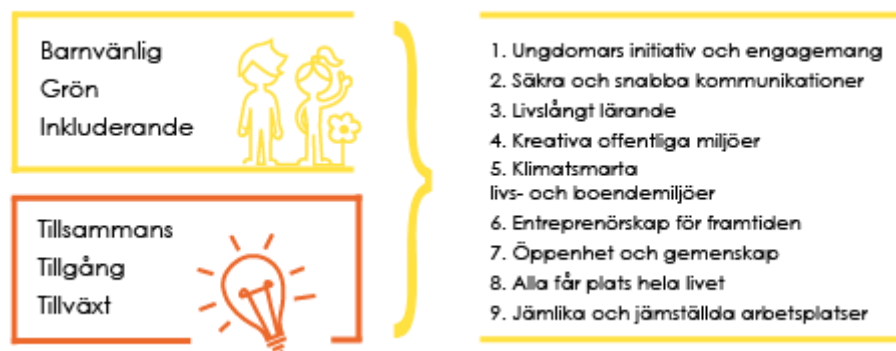 Barnvänlig
Grön
Inkluderande
Tillsammans
Tillgång
Tillväxt
1. Ungdomars initiativ och engagemang
2. Säkra och snabba kommunikationer
3. Livslångt lärande
4. Kreativa offentliga miljöer
5. Klimatsmarta
livs- och boendemiljöer
6. Entreprenörskap för framtiden
7. Öppenhet och gemenskap
8. Alla får plats hela livet
9. Jämlika och jämställda arbetsplatser